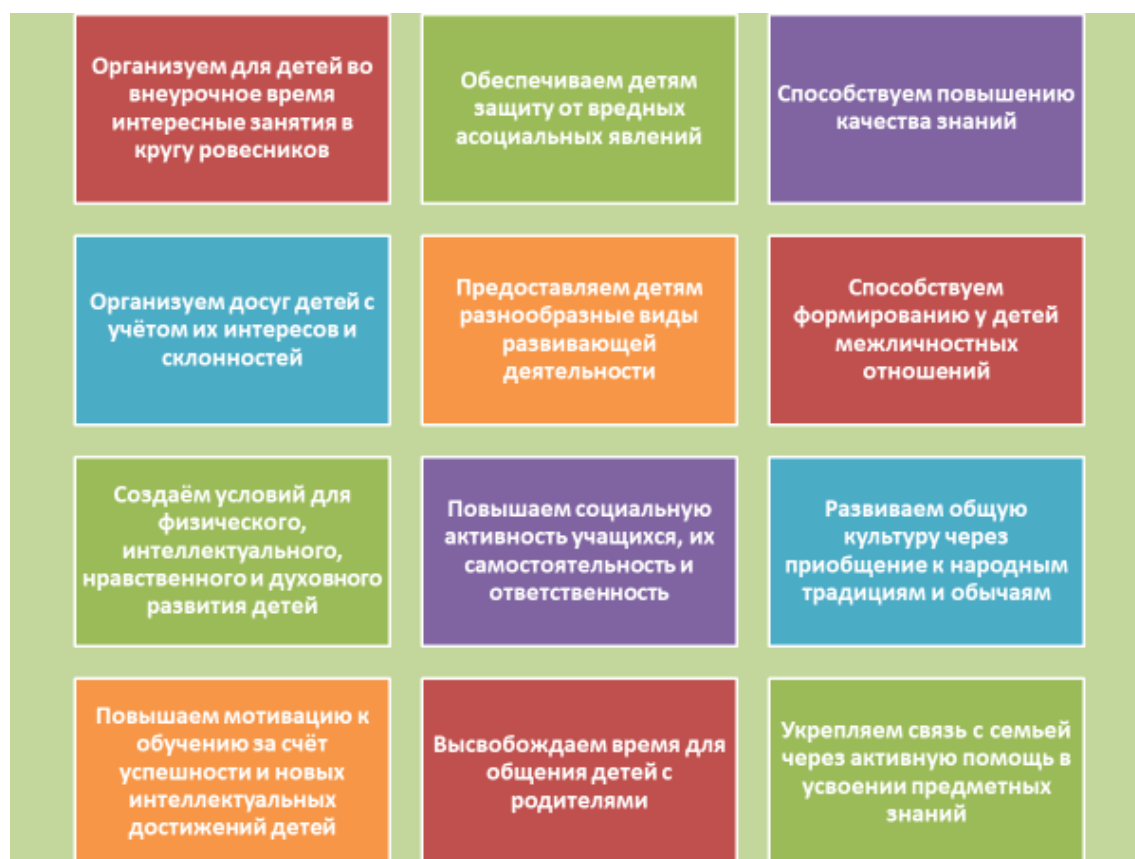 Организуем для детей во
внеурочное время
интересные занятия в
кругу ровесников
Обеспечиваем детям
защиту от вредных
асоциальных явлений
Способствуем повышению
качества знаний
Организуем досуг детей с
учётом их интересов и
склонностей
Предоставляем детям
разнообразные виды
развивающей
деятельности
Способствуем
формированию у детей
межличностных
отношений
Создаём условий для
физического,
интеллектуального,
нравственного и духовного
развития детей
Повышаем социальную
активность учащихся, их
самостоятельность и
ответственность
Развиваем общую
культуру через
приобщение к народным
традициям и обычаям
Повышаем мотивацию к
обучению за счёт
успешности и новых
интеллектуальных
достижений детей
Высвобождаем время для
общения детей с
родителями
Укрепляем связь с семьей
через активную помощь в
усвоении предметных
знаний